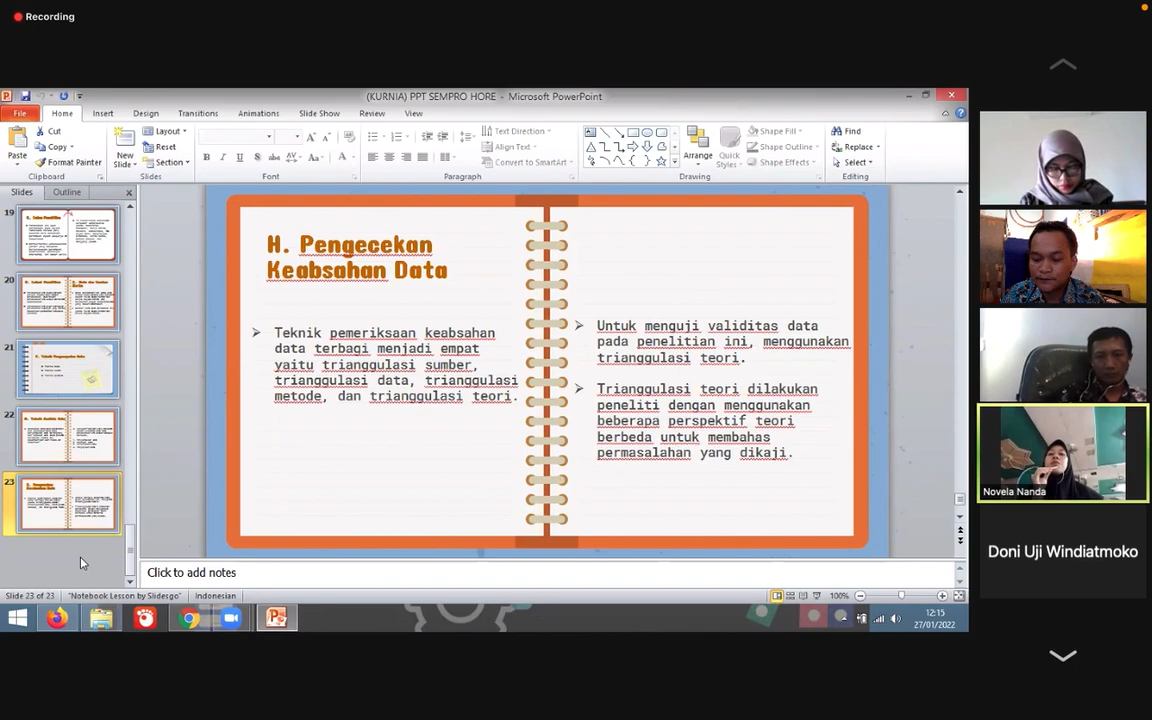 Recording
(KURNIA) PPT SEMPRO HORE - Microsoft PowerPoint
File Home Insert Design Transitions Animations Slide Show Review View
Cut
Copy
Format Painter
Paste
Clipboard
New
Slide
Layout
Reset
Section
Slides
Font
Text Direction
Align Text
Convert to SmartArt
Paragraph
Arrange
Quick
Styles
Shape Fill
Shape Outline
Shape Effects
Drawing
Find
Replace
Select
Editing
Slides Outline
19
20
21
22
23
H. Pengecekan
Keabsahan Data
Teknik pemeriksaan keabsahan
data terbagi menjadi empat
yaitu trianggulasi sumber,
trianggulasi data, trianggulasi
metode, dan trianggulasi teori.
Untuk menguji validitas data
pada penelitian ini, menggunakan
trianggulasi teori.
Trianggulasi teori dilakukan
peneliti dengan menggunakan
beberapa perspektif teori
berbeda untuk membahas
permasalahan yang dikaji.
Click to add notes
Slide 23 of 23 "Notebook Lesson by Slidesgo" Indonesian 100%
12:15
27/01/2022
Novela Nanda
Doni Uji Windiatmoko